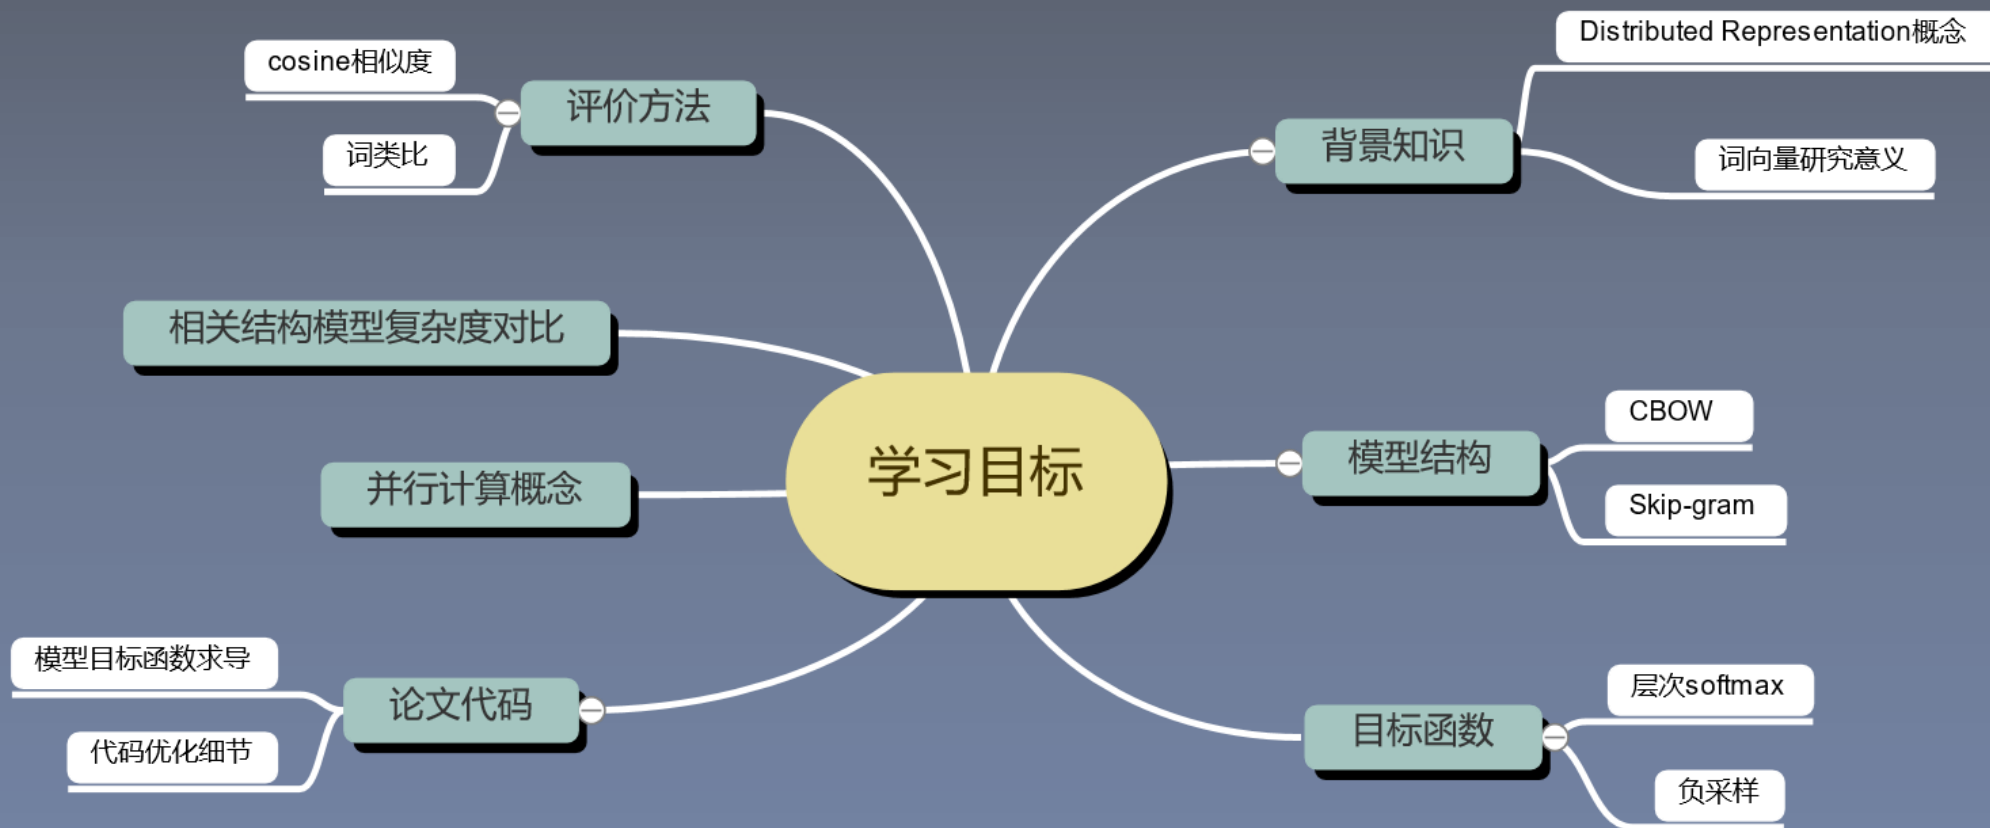 学习目标
背景知识
Distributed Representation概念
词向量研究意义
模型结构
CBOW
Skip-gram
目标函数
层次softmax
负采样
评价方法
cosine相似度
词类比
相关结构模型复杂度对比
并行计算概念
论文代码
模型目标函数求导
代码优化细节